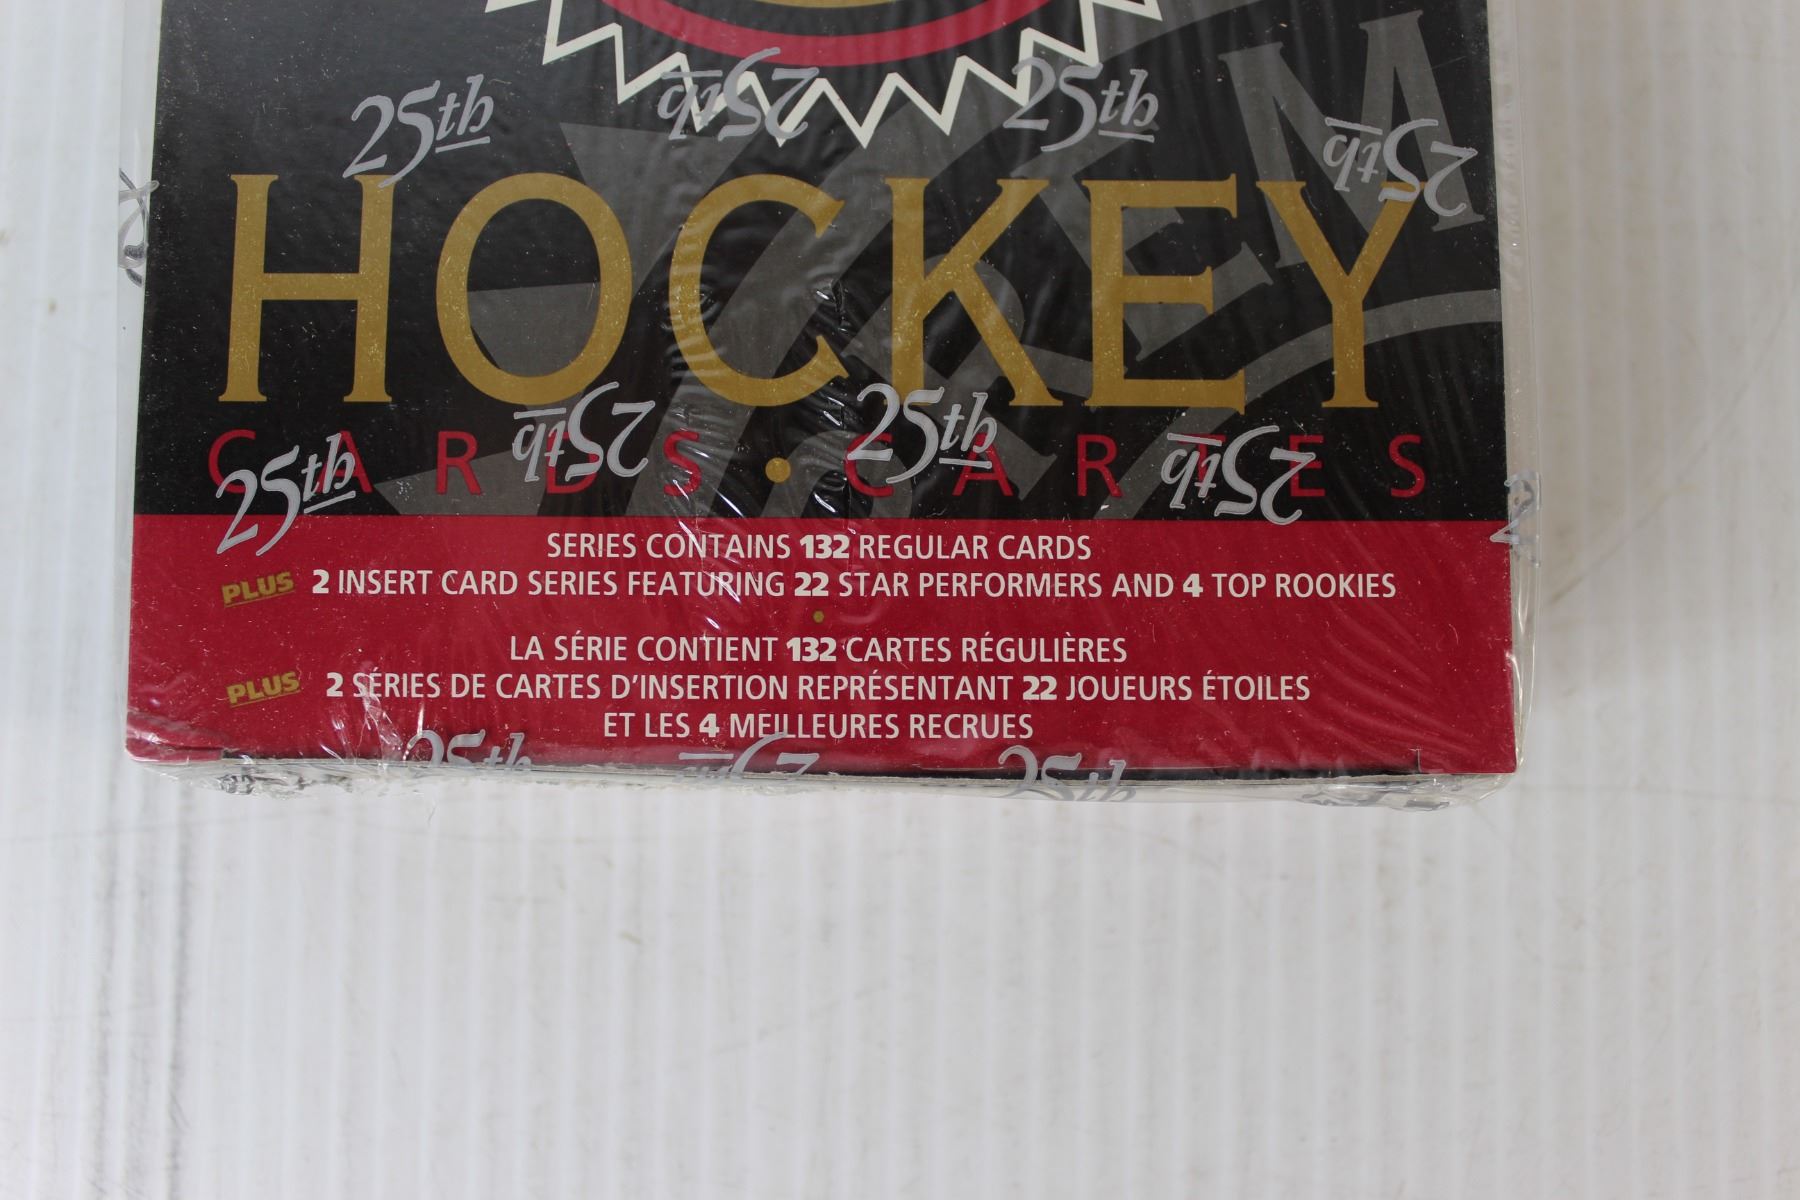 25th 25th 25th 25th
HOCKEY
25th 25th 25th 25th
CARDS • CARTES
SERIES CONTAINS 132 REGULAR CARDS
PLUS 2 INSERT CARD SERIES FEATURING 22 STAR PERFORMERS AND 4 TOP ROOKIES
LA SÉRIE CONTIENT 132 CARTES RÉGULIÈRES
PLUS 2 SÉRIES DE CARTES D'INSERTION REPRÉSENTANT 22 JOUEURS ÉTOILES
ET LES 4 MEILLEURES RECRUES
25th 25th 25th